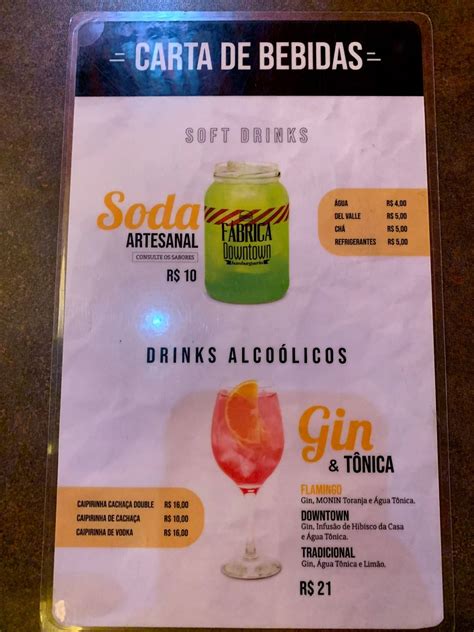 CARTA DE BEBIDAS
SOFT DRINKS
Soda
ARTESANAL
CONSULTE OS SABORES
R$ 10
FÁBRICA
Downtown
hamburgueria
ÁGUA R$ 4,00
DEL VALLE R$ 5,00
CHÁ R$ 5,00
REFRIGERANTES R$ 5,00
DRINKS ALCOÓLICOS
Gin
& TÔNICA
FLAMINGO
Gin, MONIN Toranja e Água Tônica.
DOWNTOWN
Gin, Infusão de Hibisco da Casa
e Água Tônica.
TRADICIONAL
Gin, Água Tônica e Limão.
R$ 21
CAIPIRINHA CACHAÇA DOUBLE R$ 16,00
CAIPIRINHA DE CACHAÇA R$ 10,00
CAIPIRINHA DE VODKA R$ 16,00